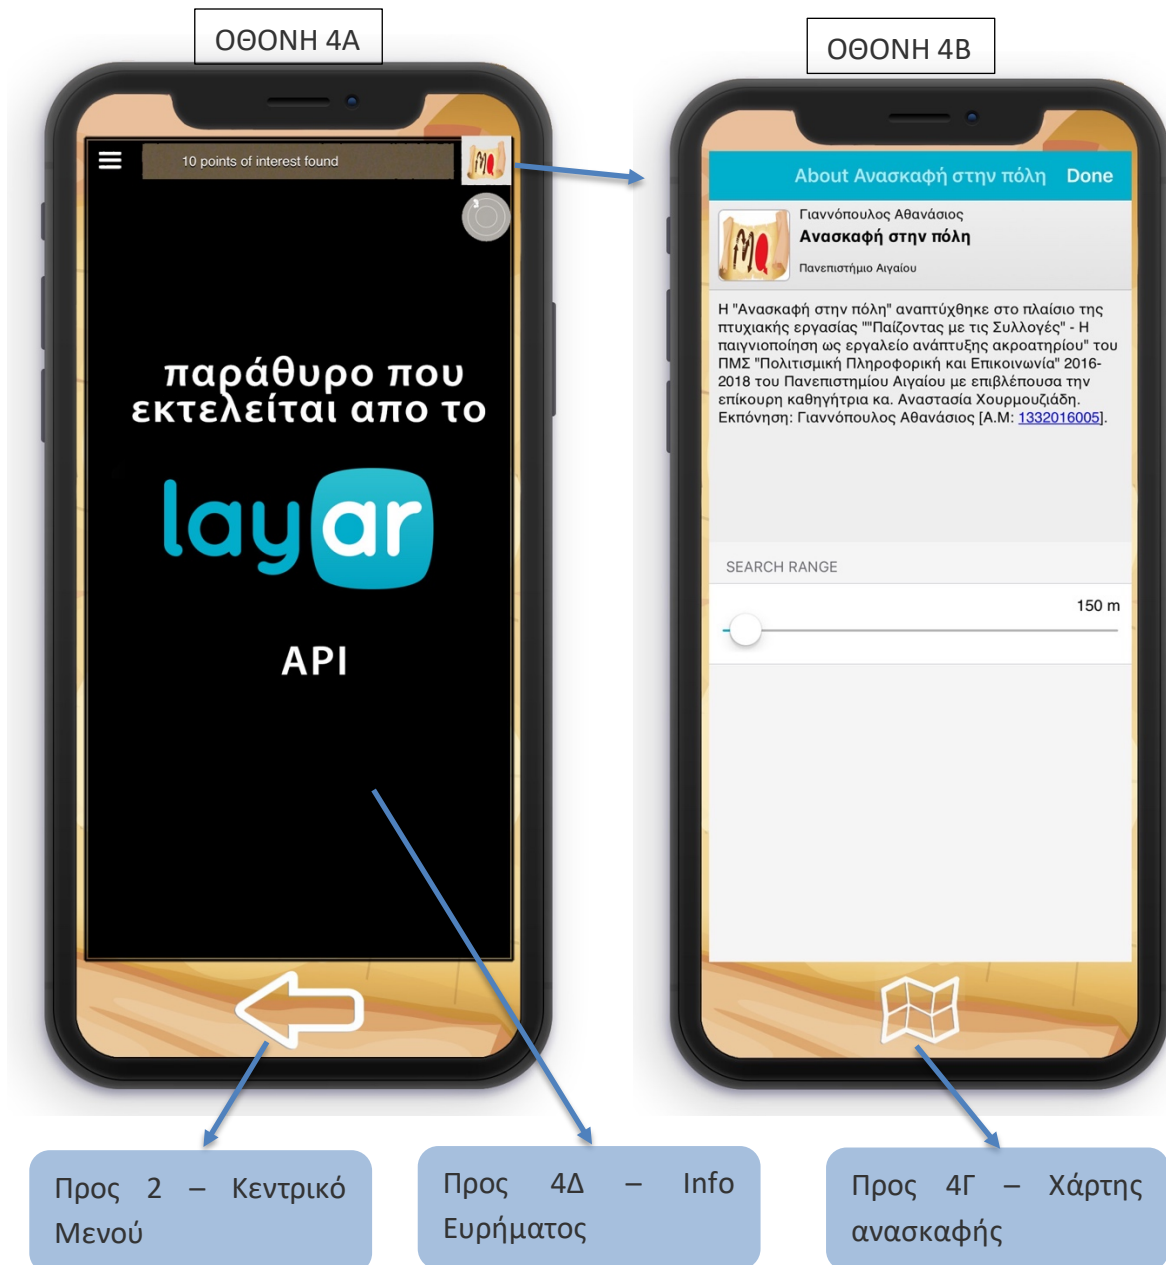 ΟΘΟΝΗ 4Α
10 points of interest found
MQ
3
παράθυρο που
εκτελείται απο το
layar
API
Προς 2 – Κεντρικό
Μενού
Προς 4Δ – Info
Ευρήματος
ΟΘΟΝΗ 4Β
About Ανασκαφή στην πόλη Done
MQ
Γιαννόπουλος Αθανάσιος
Ανασκαφή στην πόλη
Πανεπιστήμιο Αιγαίου
Η "Ανασκαφή στην πόλη" αναπτύχθηκε στο πλαίσιο της
πτυχιακής εργασίας ""Παίζοντας με τις Συλλογές" - Η
παιγνιοποίηση ως εργαλείο ανάπτυξης ακροατηρίου" του
ΠΜΣ "Πολιτισμική Πληροφορική και Επικοινωνία" 2016-
2018 του Πανεπιστημίου Αιγαίου με επιβλέπουσα την
επίκουρη καθηγήτρια κα. Αναστασία Χουρμουζιάδη.
Εκπόνηση: Γιαννόπουλος Αθανάσιος [Α.Μ: 1332016005].
SEARCH RANGE
150 m
Προς 4Γ – Χάρτης
ανασκαφής